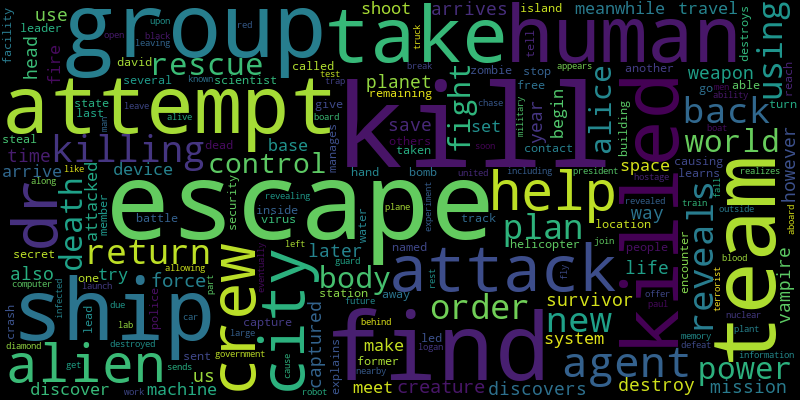 facility
leader
upon
black
use
head
fire
open
leaving
red
group
rescue
david
several
called
scientist
take
shoot
meanwhile
arrives
travel
island
tell
truck
human
destroys
using
reach
attempt
state
last
leave
test
trap
board
give
planet
remaining
save
others
taken
fight
year
begin
set
break
chase
soon
alice
weapon
zombie
stop
free
contact
military
appears
another
go
men
able
ability
boat
turn
killing
time
arrive
man
alive
dead
control
base
device
manages
kill
building
killed
back
world
however
dr
death
attacked
member
along
like
battle
security
inside
virus
hand
bomb
escape
united
including
plane
experiment
track
water
help
plan
president
hostage
causing
learns
realizes
space
reveals
team
return
secret
also
computer
try
one
crew
city
left
later
guard
body
station
away
future
rest
attack
helicopter
fly
order
named
location
join
revealed
way
people
life
train
fall
outside
encounter
terrorist
blood
vampire
aboard
ship
infected
crash
launch
due
lab
destroyed
police
part
force
car
allowing
eventually
revealing
captured
capture
large
find
behind
make
former
led
logan
nearby
meet
creature
new
survivor
system
agent
discovers
destroy
offer
paul
nuclear
memory
defeat
plant
power
mission
information
alien
diamond
lead
get
discover
sends
work
machine
sent
us
government
cause
robot
explains